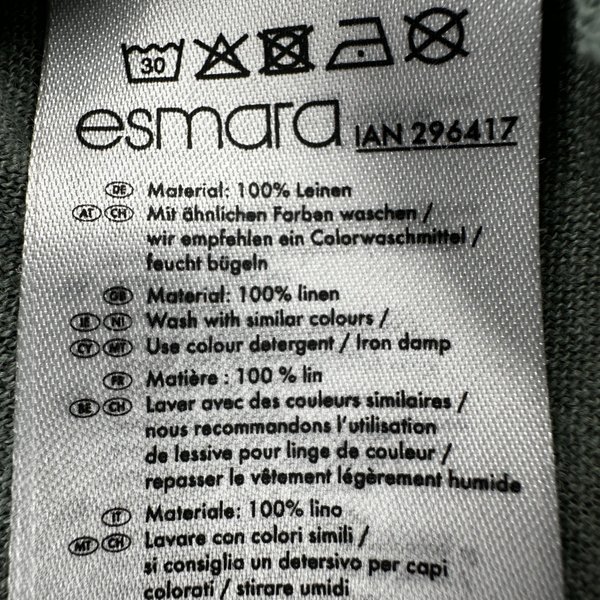 30
esmara IAN 296417
DE Material: 100% Leinen
AT CH Mit ähnlichen Farben waschen /
wir empfehlen ein Colorwaschmittel /
feucht bügeln
GB Material: 100% linen
IE NI Wash with similar colours /
CY MT Use colour detergent / Iron damp
FR Matière : 100 % lin
BE CH Laver avec des couleurs similaires /
nous recommandons l'utilisation
de lessive pour linge de couleur /
repasser le vêtement légèrement humide
IT Materiale: 100% lino
MT CH Lavare con colori simili /
si consiglia un detersivo per capi
colorati / stirare umidi